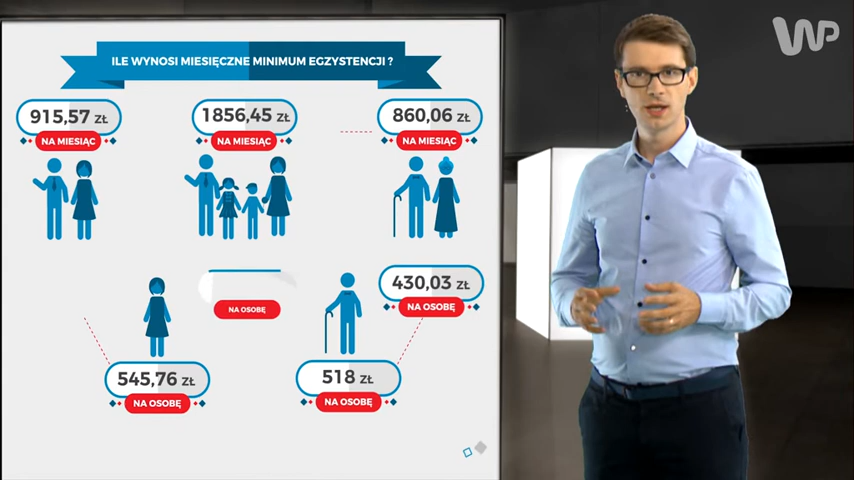 WP
ILE WYNOSI MIESIĘCZNE MINIMUM EGZYSTENCJI ?
915,57 ZŁ
NA MIESIĄC
1856,45 ZŁ
NA MIESIĄC
860,06 ZŁ
NA MIESIĄC
NA OSOBĘ
430,03 ZŁ
NA OSOBĘ
545,76 ZŁ
NA OSOBĘ
518 ZŁ
NA OSOBĘ